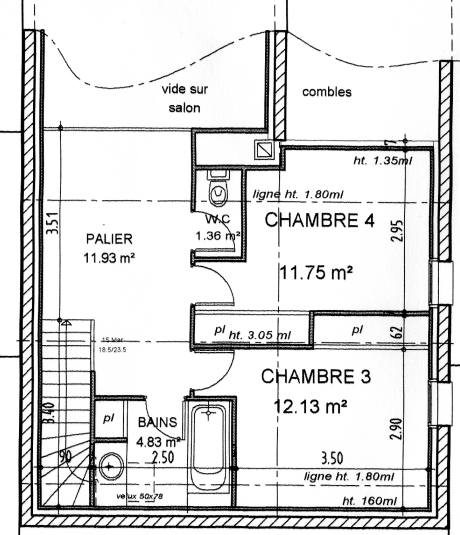 vide sur
salon
combles
7
ht. 1.35ml
ligne ht. 1.80ml
W.C
1.36 m²
CHAMBRE 4
11.75 m²
2.95
3.51
PALIER
11.93 m²
pl
ht. 3.05 ml
pl
62
15 Mar
18.5/23.5
CHAMBRE 3
12.13 m²
2.90
3.40
pl
BAINS
4.83 m²
90
2.50
3.50
ligne ht. 1.80ml
velux 50x78
ht. 160ml